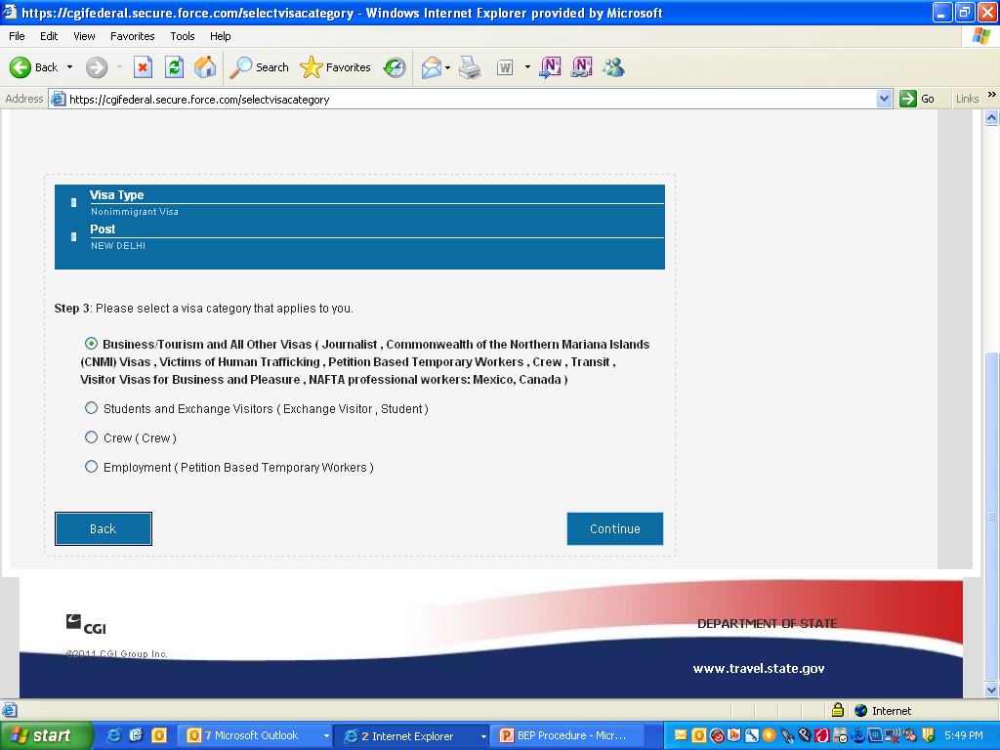 https://cgifederal.secure.force.com/selectvisacategory - Windows Internet Explorer provided by Microsoft
File Edit View Favorites Tools Help
Back Search Favorites
Address https://cgifederal.secure.force.com/selectvisacategory Go Links »
Visa Type
Nonimmigrant Visa
Post
NEW DELHI
Step 3: Please select a visa category that applies to you.
Business/Tourism and All Other Visas ( Journalist , Commonwealth of the Northern Mariana Islands
(CNMI) Visas , Victims of Human Trafficking , Petition Based Temporary Workers , Crew , Transit ,
Visitor Visas for Business and Pleasure , NAFTA professional workers: Mexico, Canada )
Students and Exchange Visitors ( Exchange Visitor , Student )
Crew ( Crew )
Employment ( Petition Based Temporary Workers )
Back Continue
CGI DEPARTMENT OF STATE
©2011 CGI Group Inc.
www.travel.state.gov
Internet
start 7 Microsoft Outlook 2 Internet Explorer BEP Procedure - Micr... 5:49 PM